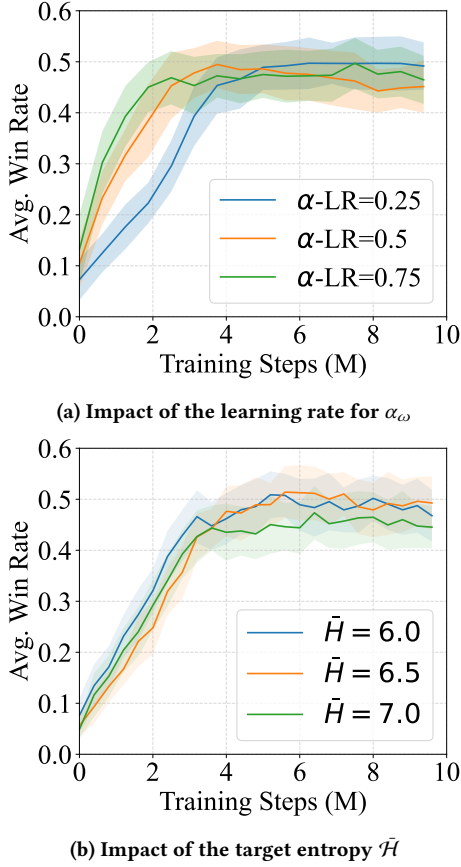 0.6
0.5
0.4
0.3
0.2
0.1
0.0
Avg. Win Rate
α-LR=0.25
α-LR=0.5
α-LR=0.75
0 2 4 6 8 10
Training Steps (M)
(a) Impact of the learning rate for αω
0.6
0.5
0.4
0.3
0.2
0.1
0.0
Avg. Win Rate
H̄ = 6.0
H̄ = 6.5
H̄ = 7.0
0 2 4 6 8 10
Training Steps (M)
(b) Impact of the target entropy H̄